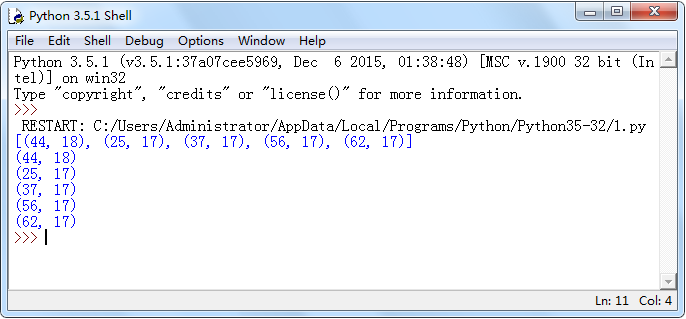 Python 3.5.1 Shell
File Edit Shell Debug Options Window Help
Python 3.5.1 (v3.5.1:37a07cee5969, Dec  6 2015, 01:38:48) [MSC v.1900 32 bit (In
tel)] on win32
Type "copyright", "credits" or "license()" for more information.
>>>
 RESTART: C:/Users/Administrator/AppData/Local/Programs/Python/Python35-32/1.py
[(44, 18), (25, 17), (37, 17), (56, 17), (62, 17)]
(44, 18)
(25, 17)
(37, 17)
(56, 17)
(62, 17)
>>>
Ln: 11 Col: 4